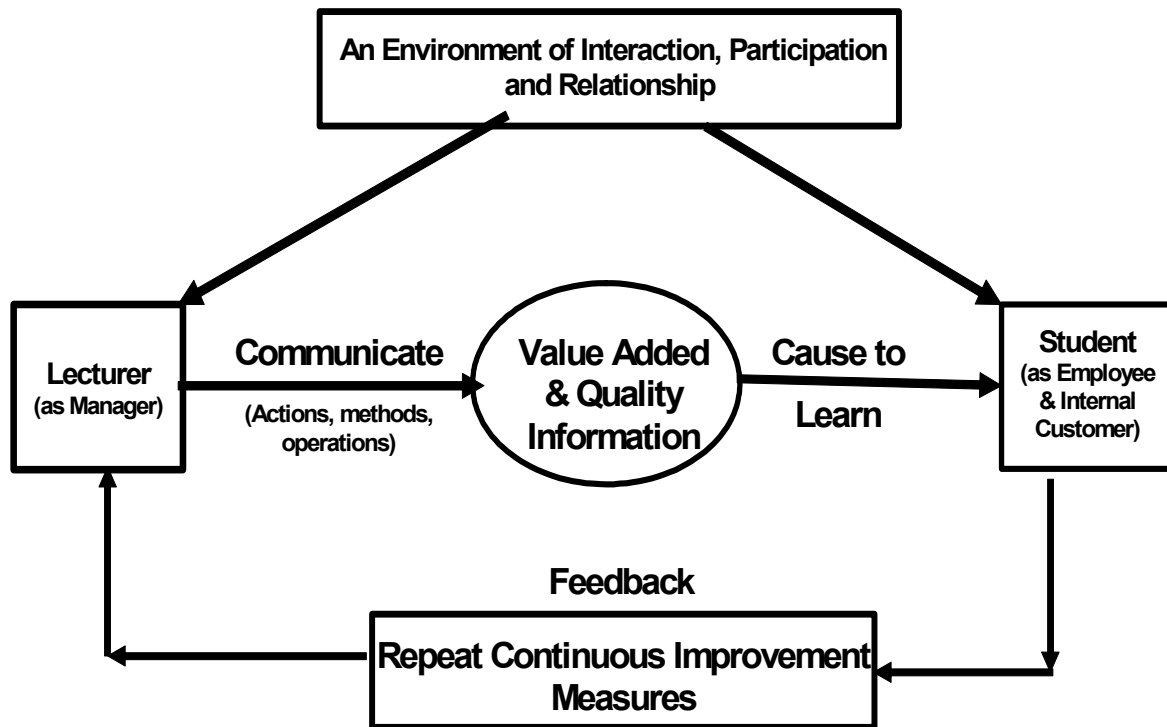 An Environment of Interaction, Participation
and Relationship
Lecturer
(as Manager)
Communicate
(Actions, methods,
operations)
Value Added
& Quality
Information
Cause to
Learn
Student
(as Employee
& Internal
Customer)
Feedback
Repeat Continuous Improvement
Measures